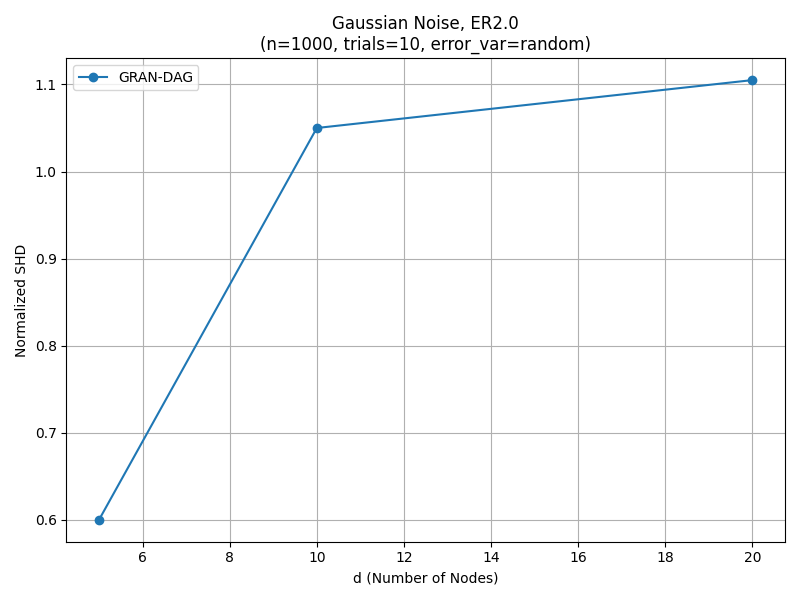 Gaussian Noise, ER2.0
(n=1000, trials=10, error_var=random)
GRAN-DAG
1.1
1.0
0.9
0.8
0.7
0.6
Normalized SHD
6 8 10 12 14 16 18 20
d (Number of Nodes)